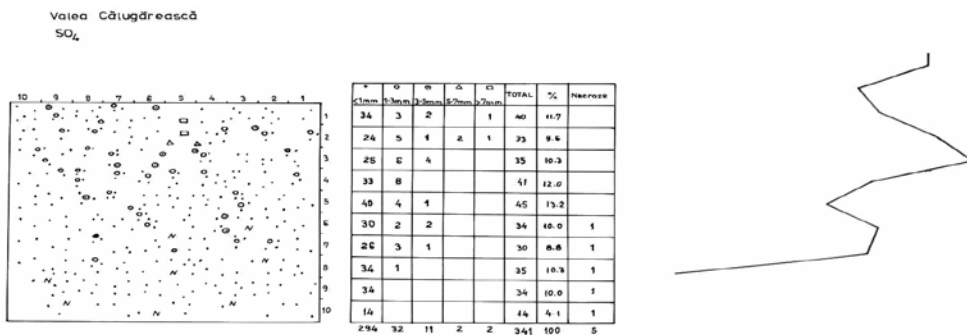 Valea Călugărească
SO₄
10 9 8 7 6 5 4 3 2 1
1
2
3
4
5
6
7
8
9
10
N
N
N
N
N
N
<1mm 1-3mm 3-5mm 5-7mm >7mm TOTAL % Necroze
34 3 2 1 40 11.7
24 5 1 2 1 33 9.6
25 6 4 35 10.3
33 8 41 12.0
40 4 1 45 13.2
30 2 2 34 10.0 1
26 3 1 30 8.8 1
34 1 35 10.3 1
34 34 10.0 1
14 14 4.1 1
294 32 11 2 2 341 100 5